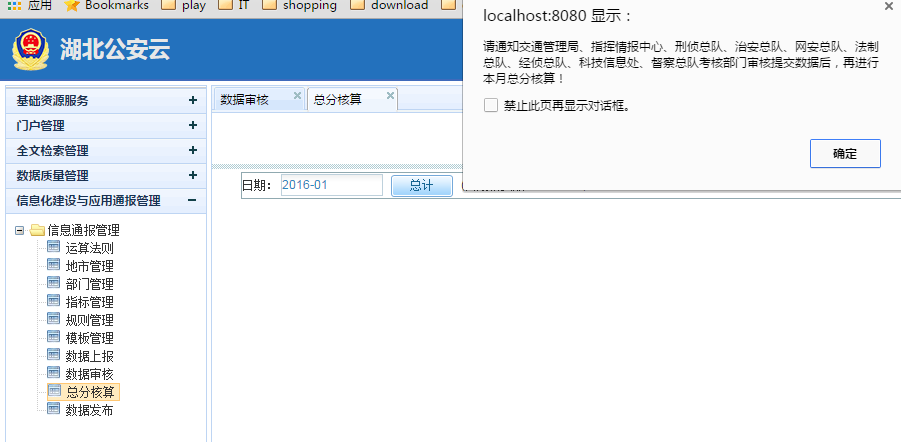 应用 Bookmarks play IT shopping download
湖北公安云
localhost:8080 显示：
请通知交通管理局、指挥情报中心、刑侦总队、治安总队、网安总队、法制
总队、经侦总队、科技信息处、督察总队考核部门审核提交数据后，再进行
本月总分核算！
禁止此页再显示对话框。
确定
基础资源服务
门户管理
全文检索管理
数据质量管理
信息化建设与应用通报管理
信息通报管理
运算法则
地市管理
部门管理
指标管理
规则管理
模板管理
数据上报
数据审核
总分核算
数据发布
数据审核 总分核算
日期： 2016-01 总计